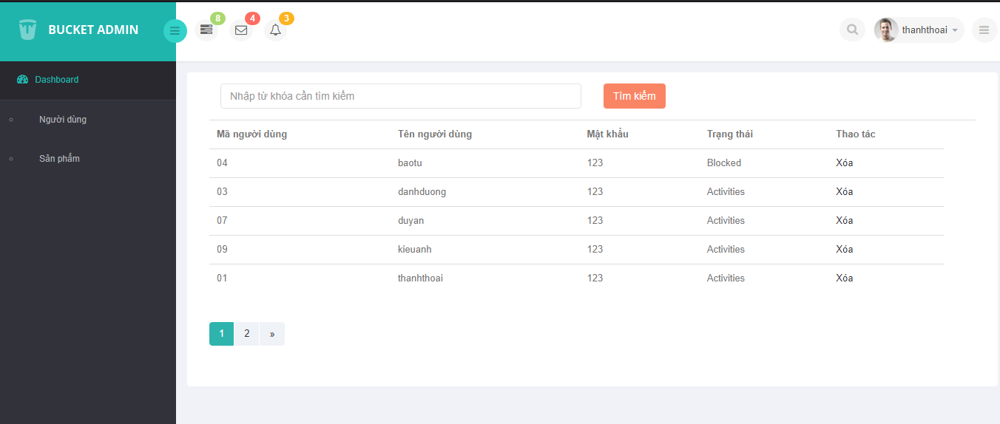 BUCKET ADMIN
8
4
3
thanhthoai
Dashboard
Người dùng
Sản phẩm
Nhập từ khóa cần tìm kiếm
Tìm kiếm
Mã người dùng Tên người dùng Mật khẩu Trạng thái Thao tác
04 baotu 123 Blocked Xóa
03 danhduong 123 Activities Xóa
07 duyan 123 Activities Xóa
09 kieuanh 123 Activities Xóa
01 thanhthoai 123 Activities Xóa
1 2 »